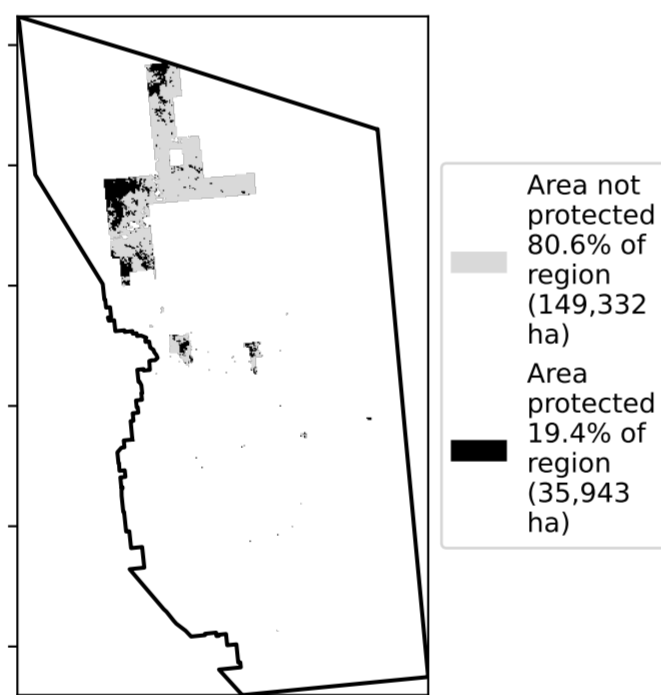 Area not
protected
80.6% of
region
(149,332
ha)
Area
protected
19.4% of
region
(35,943
ha)